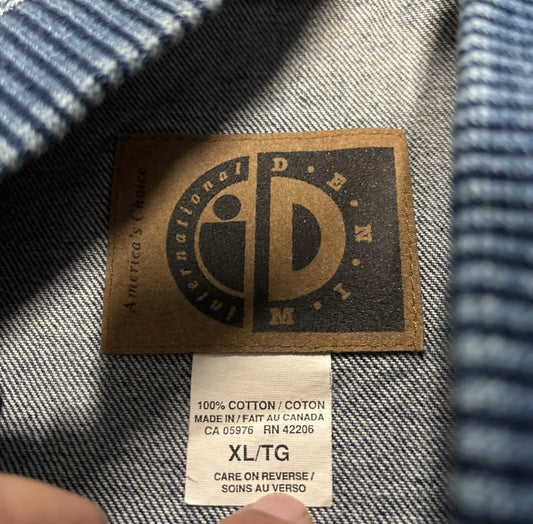 America's Choice
International
D·E·N·I·M
iD
100% COTTON / COTON
MADE IN / FAIT AU CANADA
CA 05976 RN 42206
XL/TG
CARE ON REVERSE /
SOINS AU VERSO